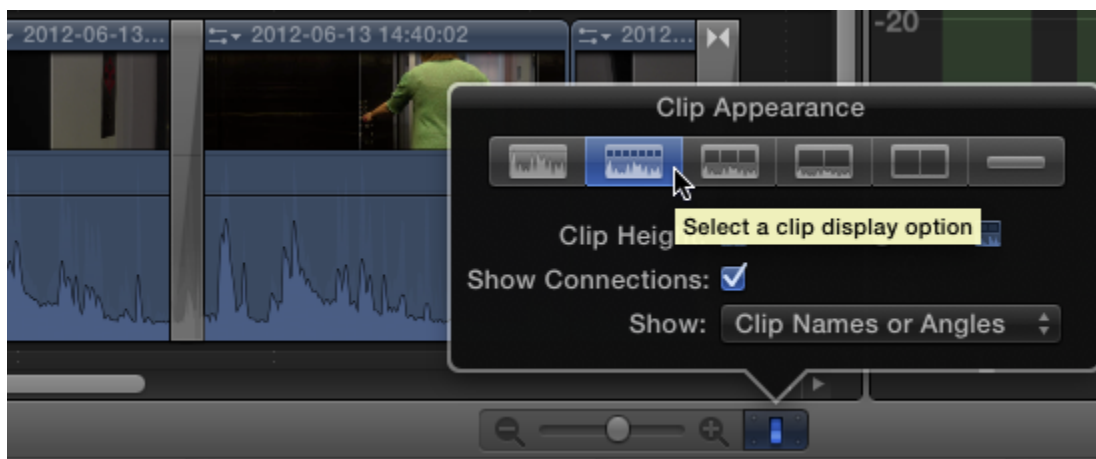 2012-06-13...
2012-06-13 14:40:02
2012...
-20
Clip Appearance
Select a clip display option
Clip Heig
Show Connections:
Show: Clip Names or Angles